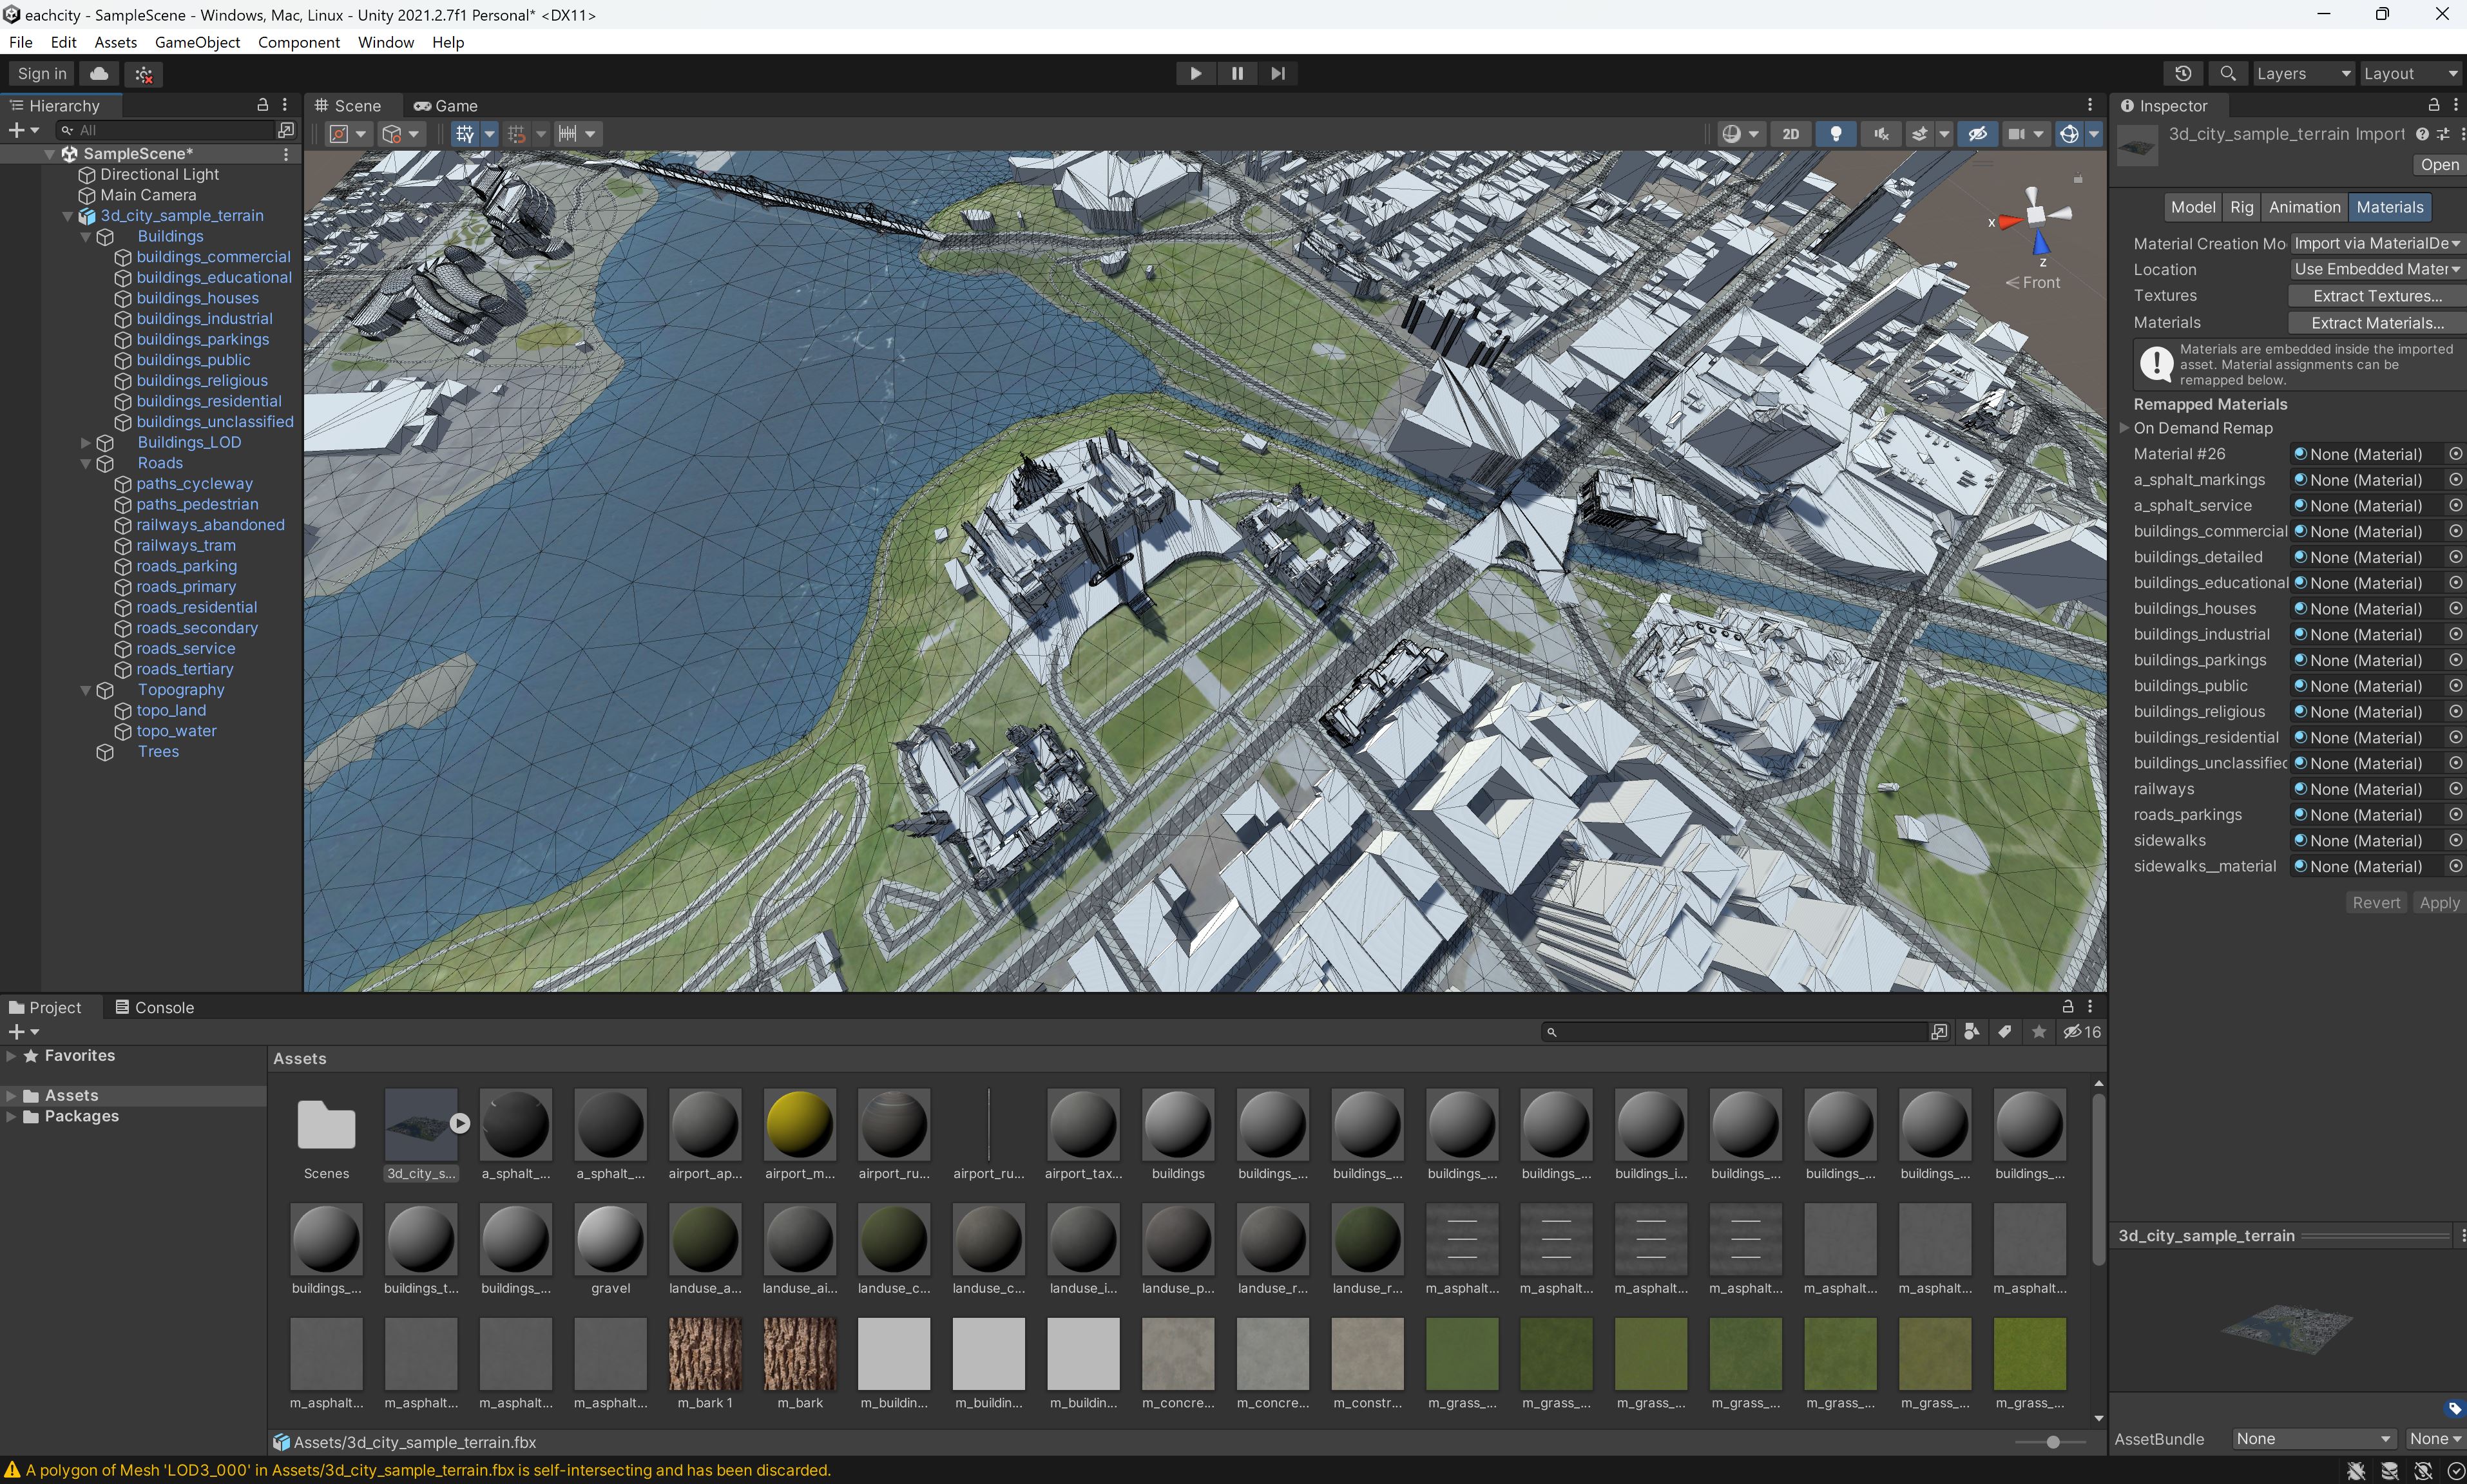 eachcity - SampleScene - Windows, Mac, Linux - Unity 2021.2.7f1 Personal* <DX11>
File Edit Assets GameObject Component Window Help
Sign in
Layers
Layout
Hierarchy
All
SampleScene*
Directional Light
Main Camera
3d_city_sample_terrain
Buildings
buildings_commercial
buildings_educational
buildings_houses
buildings_industrial
buildings_parkings
buildings_public
buildings_religious
buildings_residential
buildings_unclassified
Buildings_LOD
Roads
paths_cycleway
paths_pedestrian
railways_abandoned
railways_tram
roads_parking
roads_primary
roads_residential
roads_secondary
roads_service
roads_tertiary
Topography
topo_land
topo_water
Trees
Scene
Game
2D
x
z
Front
Inspector
3d_city_sample_terrain Import
Open
Model Rig Animation Materials
Material Creation Mo Import via MaterialDe
Location Use Embedded Mater
Textures Extract Textures...
Materials Extract Materials...
Materials are embedded inside the imported
asset. Material assignments can be
remapped below.
Remapped Materials
On Demand Remap
Material #26 None (Material)
a_sphalt_markings None (Material)
a_sphalt_service None (Material)
buildings_commercial None (Material)
buildings_detailed None (Material)
buildings_educational None (Material)
buildings_houses None (Material)
buildings_industrial None (Material)
buildings_parkings None (Material)
buildings_public None (Material)
buildings_religious None (Material)
buildings_residential None (Material)
buildings_unclassified None (Material)
railways None (Material)
roads_parkings None (Material)
sidewalks None (Material)
sidewalks__material None (Material)
Revert Apply
Project
Console
16
Favorites
Assets
Packages
Assets
Scenes 3d_city_s... a_sphalt_... a_sphalt_... airport_ap... airport_m... airport_ru... airport_ru... airport_tax... buildings buildings_... buildings_... buildings_... buildings_... buildings_i... buildings_... buildings_... buildings_... buildings_...
buildings_... buildings_t... buildings_... gravel landuse_a... landuse_ai... landuse_c... landuse_c... landuse_i... landuse_p... landuse_r... landuse_r... m_asphalt... m_asphalt... m_asphalt... m_asphalt... m_asphalt... m_asphalt... m_asphalt...
m_asphalt... m_asphalt... m_asphalt... m_asphalt... m_bark 1 m_bark m_buildin... m_buildin... m_buildin... m_concre... m_concre... m_constr... m_grass_... m_grass_... m_grass_... m_grass_... m_grass_... m_grass_... m_grass_...
Assets/3d_city_sample_terrain.fbx
3d_city_sample_terrain
AssetBundle None None
A polygon of Mesh 'LOD3_000' in Assets/3d_city_sample_terrain.fbx is self-intersecting and has been discarded.